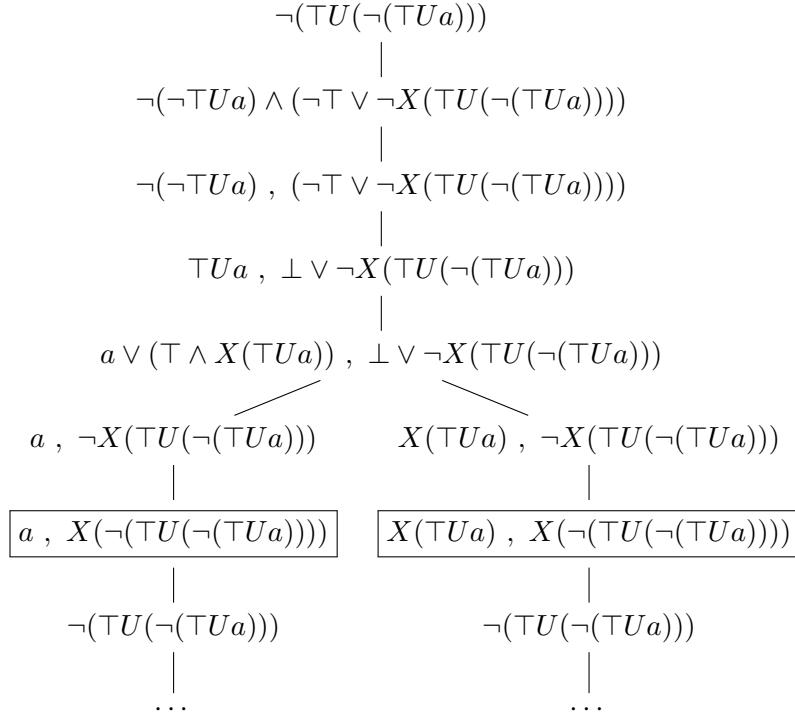 ¬(⊤U(¬(⊤Ua)))
¬(¬⊤Ua) ∧ (¬⊤ ∨ ¬X(⊤U(¬(⊤Ua))))
¬(¬⊤Ua) , (¬⊤ ∨ ¬X(⊤U(¬(⊤Ua))))
⊤Ua , ⊥ ∨ ¬X(⊤U(¬(⊤Ua)))
a ∨ (⊤ ∧ X(⊤Ua)) , ⊥ ∨ ¬X(⊤U(¬(⊤Ua)))
a , ¬X(⊤U(¬(⊤Ua)))
X(⊤Ua) , ¬X(⊤U(¬(⊤Ua)))
a , X(¬(⊤U(¬(⊤Ua))))
X(⊤Ua) , X(¬(⊤U(¬(⊤Ua))))
¬(⊤U(¬(⊤Ua)))
¬(⊤U(¬(⊤Ua)))
...
...